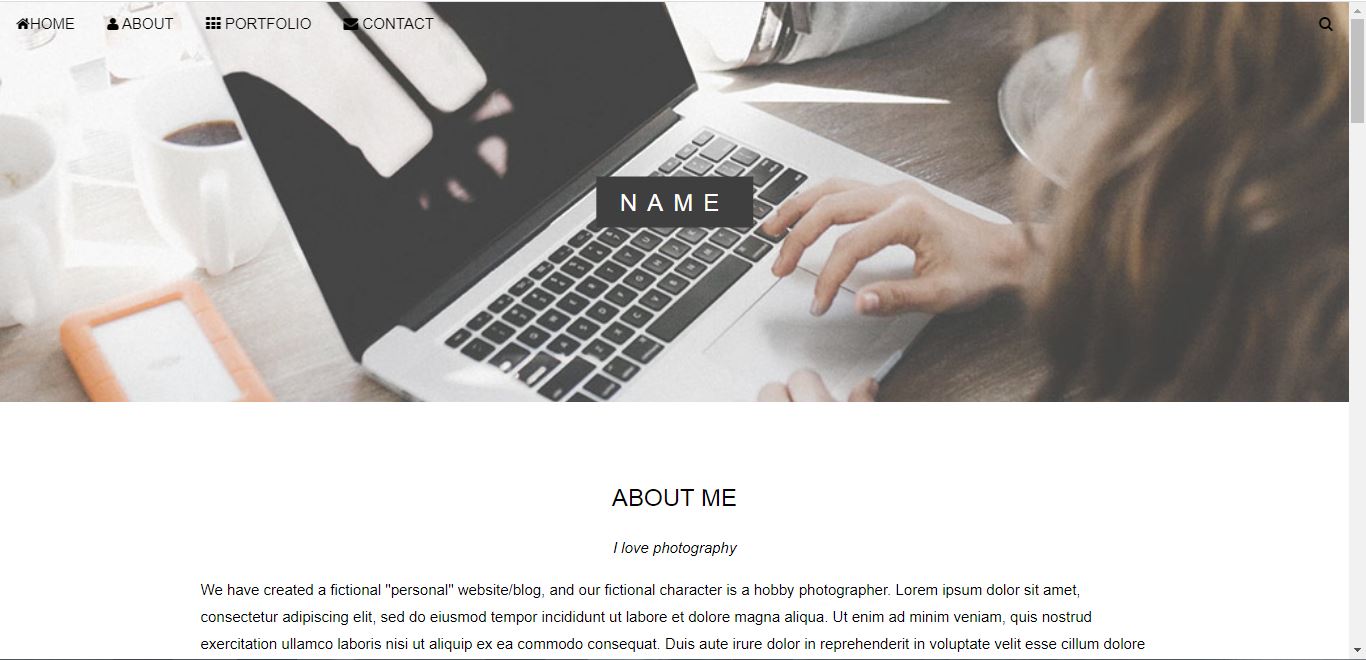 HOME ABOUT PORTFOLIO CONTACT
NAME
ABOUT ME
I love photography
We have created a fictional "personal" website/blog, and our fictional character is a hobby photographer. Lorem ipsum dolor sit amet,
consectetur adipiscing elit, sed do eiusmod tempor incididunt ut labore et dolore magna aliqua. Ut enim ad minim veniam, quis nostrud
exercitation ullamco laboris nisi ut aliquip ex ea commodo consequat. Duis aute irure dolor in reprehenderit in voluptate velit esse cillum dolore